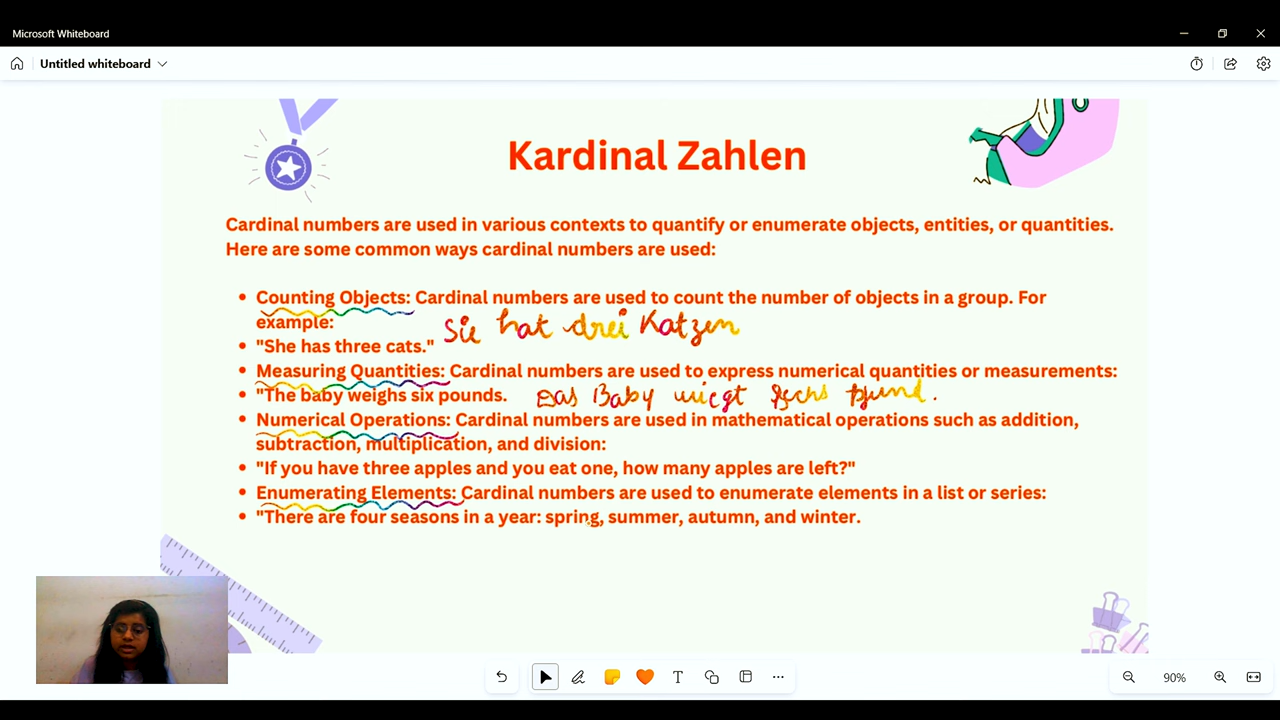 Microsoft Whiteboard
Untitled whiteboard
Kardinal Zahlen
Cardinal numbers are used in various contexts to quantify or enumerate objects, entities, or quantities.
Here are some common ways cardinal numbers are used:
• Counting Objects: Cardinal numbers are used to count the number of objects in a group. For
example:
Sie hat drei Katzen
• "She has three cats."
• Measuring Quantities: Cardinal numbers are used to express numerical quantities or measurements:
• "The baby weighs six pounds. Das Baby wiegt sechs Pfund.
• Numerical Operations: Cardinal numbers are used in mathematical operations such as addition,
subtraction, multiplication, and division:
• "If you have three apples and you eat one, how many apples are left?"
• Enumerating Elements: Cardinal numbers are used to enumerate elements in a list or series:
• "There are four seasons in a year: spring, summer, autumn, and winter.
T
90%